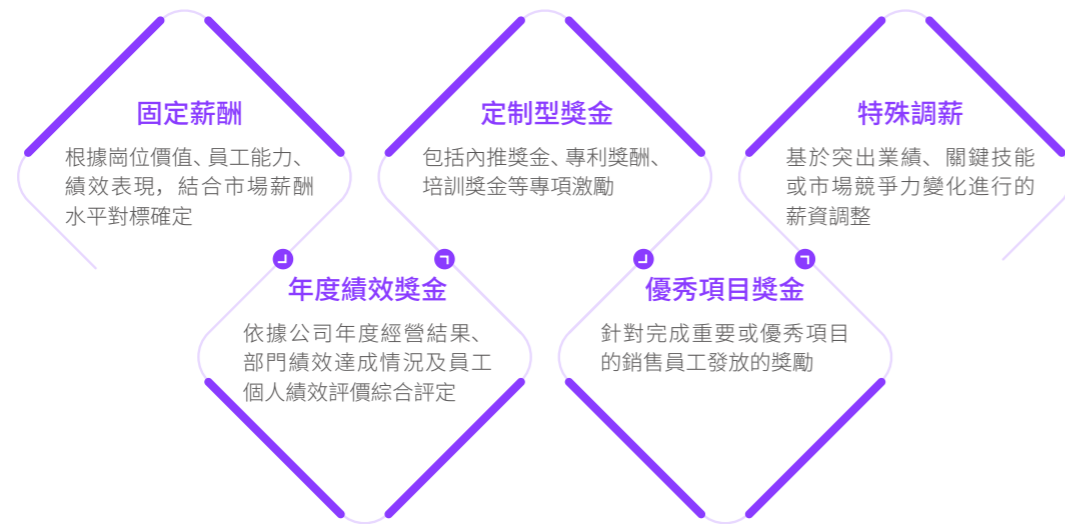 固定薪酬
根據崗位價值、員工能力、
績效表現，結合市場薪酬
水平對標確定
年度績效獎金
依據公司年度經營結果、
部門績效達成情況及員工
個人績效評價綜合評定
定制型獎金
包括內推獎金、專利獎酬、
培訓獎金等專項激勵
優秀項目獎金
針對完成重要或優秀項目
的銷售員工發放的獎勵
特殊調薪
基於突出業績、關鍵技能
或市場競爭力變化進行的
薪資調整